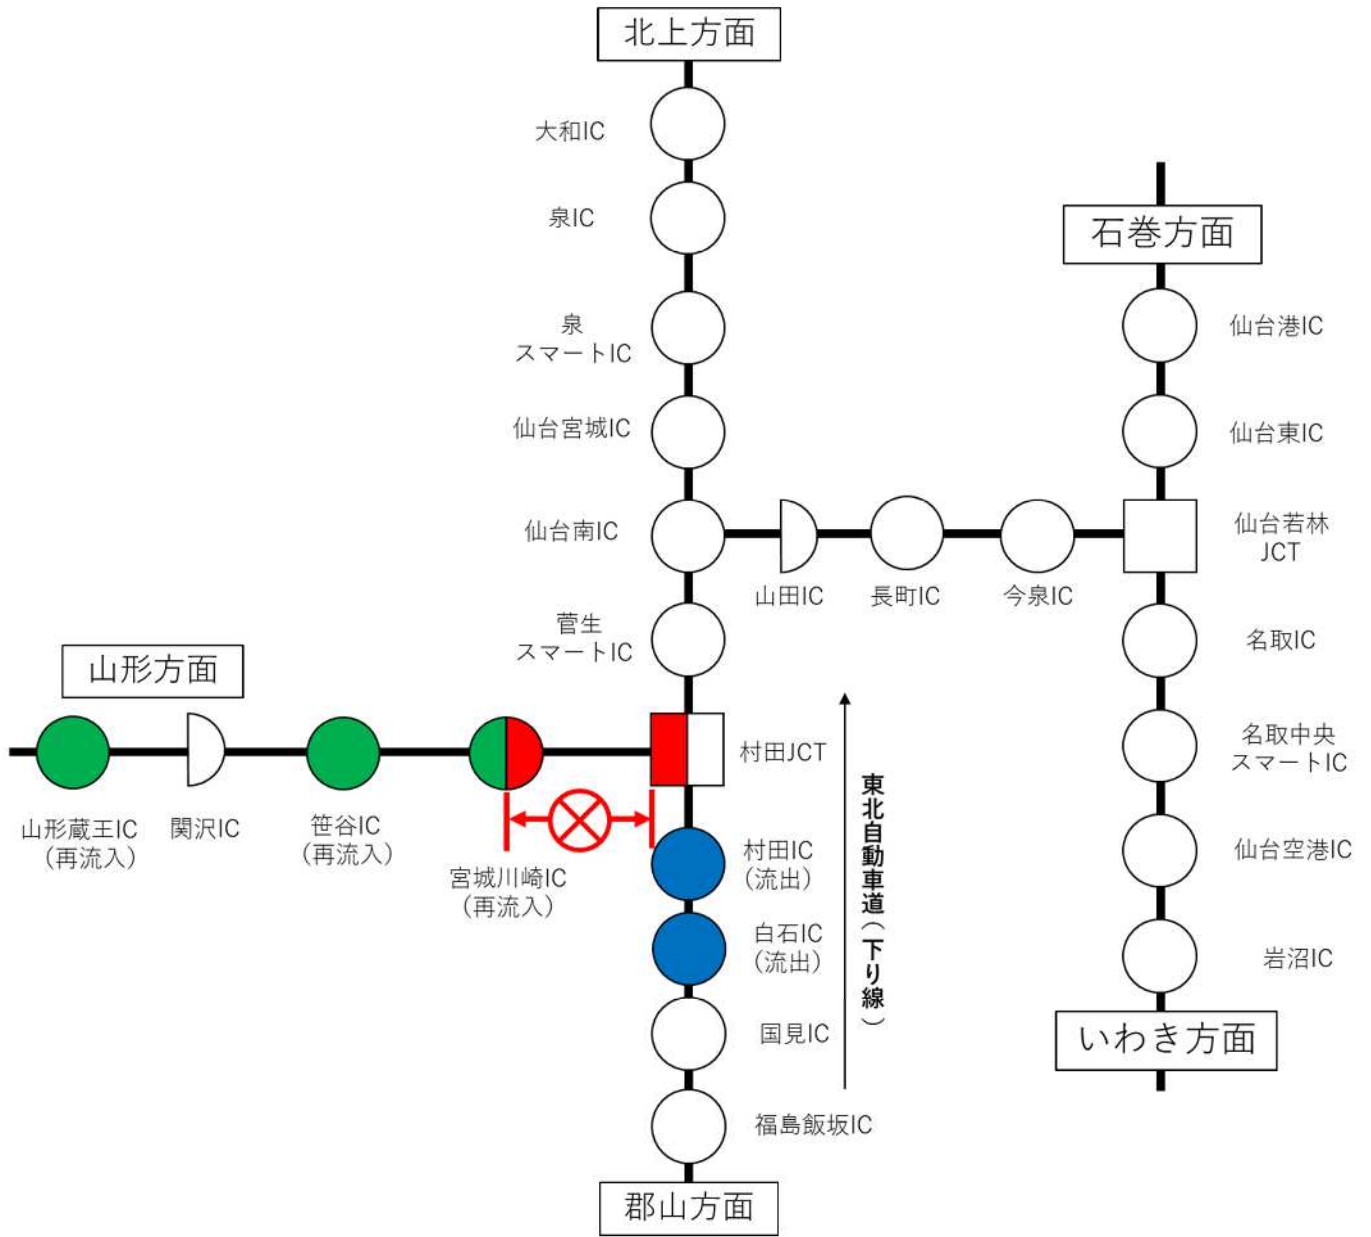 北上方面
大和IC
泉IC
泉
スマートIC
仙台宮城IC
仙台南IC
菅生
スマートIC
山田IC
長町IC
今泉IC
石巻方面
仙台港IC
仙台東IC
仙台若林
JCT
名取IC
名取中央
スマートIC
仙台空港IC
岩沼IC
いわき方面
山形方面
山形蔵王IC
（再流入）
関沢IC
笹谷IC
（再流入）
宮城川崎IC
（再流入）
村田JCT
村田IC
（流出）
白石IC
（流出）
国見IC
福島飯坂IC
郡山方面
東北自動車道（下り線）